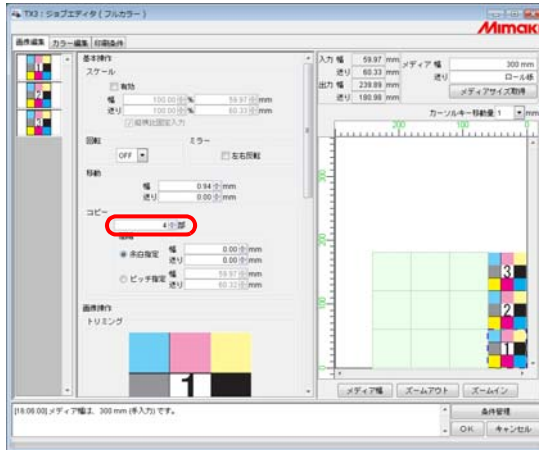 TX3 : ジョブエディタ ( フルカラー )
Mimaki
画像編集 カラー編集 印刷条件
1
2
3
基本操作
スケール
有効
幅 100.00 % 59.97 mm
送り 100.00 % 60.33 mm
縦横比固定入力
回転 ミラー
OFF 左右反転
移動
幅 0.94 mm
送り 0.00 mm
コピー
4 部
余白指定 幅 0.00 mm
送り 0.00 mm
ピッチ指定 幅 59.97 mm
送り 60.32 mm
画像操作
トリミング
1
入力 幅 59.97 mm
送り 60.33 mm
出力 幅 239.89 mm
送り 180.98 mm
メディア 幅 300 mm
送り ロール紙
メディアサイズ取得
カーソルキー移動量 1 mm
200 100 0
3
2
1
メディア幅 ズームアウト ズームイン
[18:08:00] メディア幅は、300 mm (手入力) です。
条件管理
OK キャンセル